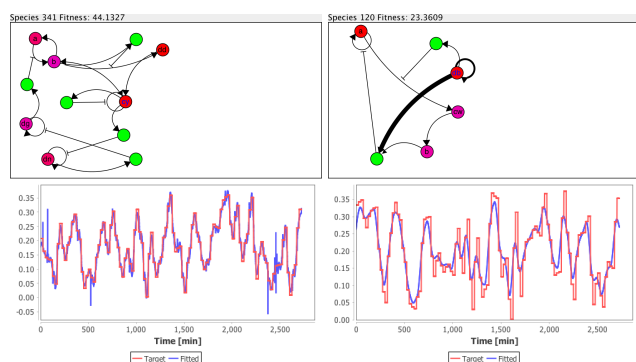 Species 341 Fitness: 44.1327
Species 120 Fitness: 23.3609
a
b
dg
dn
a
bw
b
0.35
0.30
0.25
0.20
0.15
0.10
0.05
0.00
-0.05
0
500
1,000
1,500
2,000
2,500
Time [min]
Target
Fitted
0.35
0.30
0.25
0.20
0.15
0.10
0.05
0.00
0
500
1,000
1,500
2,000
2,500
Time [min]
Target
Fitted